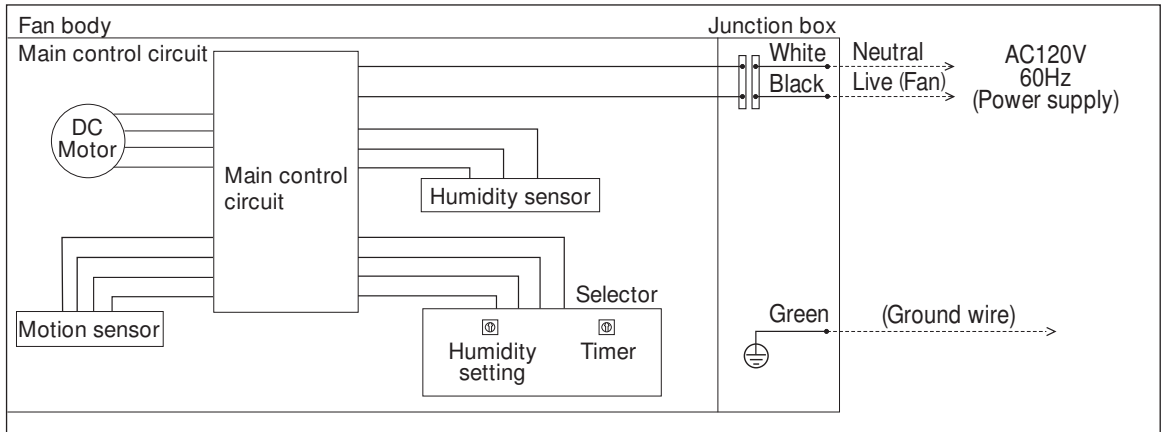 Fan body
Junction box
Main control circuit
White
Neutral
AC120V
60Hz
(Power supply)
Black
Live (Fan)
DC
Motor
Main control
circuit
Humidity sensor
Selector
Motion sensor
Humidity
setting
Timer
Green
(Ground wire)